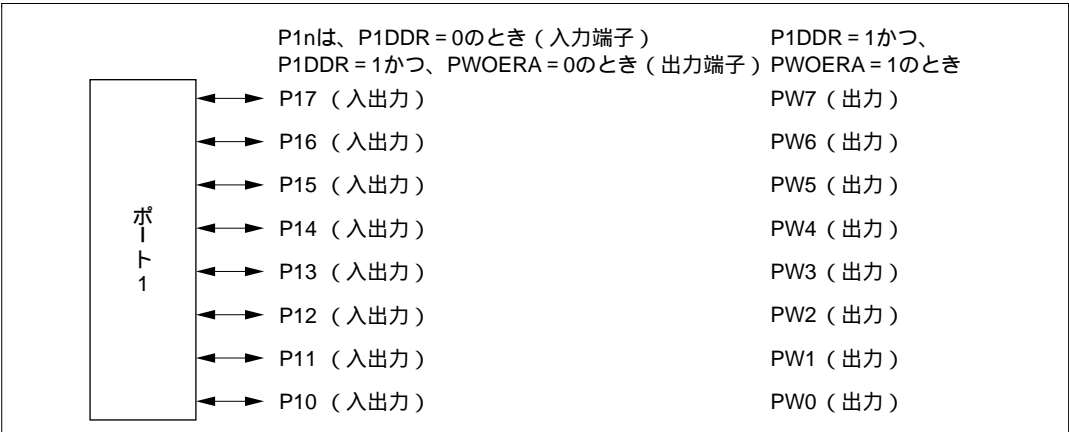 P1nは、P1DDR = 0のとき（入力端子） P1DDR = 1かつ、
P1DDR = 1かつ、PWOERA = 0のとき（出力端子） PWOERA = 1のとき
P17 （入出力） PW7（出力）
P16 （入出力） PW6（出力）
P15 （入出力） PW5（出力）
P14 （入出力） PW4（出力）
P13 （入出力） PW3（出力）
P12 （入出力） PW2（出力）
P11 （入出力） PW1（出力）
P10 （入出力） PW0（出力）
ポート1